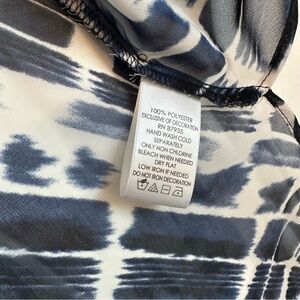 100% POLYESTER
EXCLUSIVE OF DECORATION
RN 87935
HAND WASH COLD
SEPARATELY
ONLY NON CHLORINE
BLEACH WHEN NEEDED
DRY FLAT
LOW IRON IF NEEDED
DO NOT IRON DECORATION